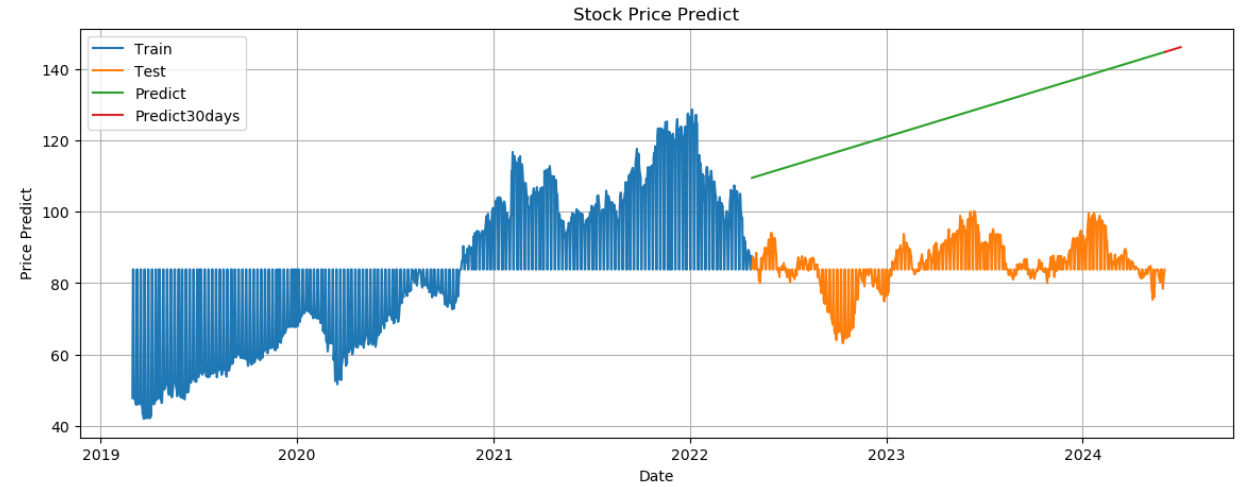 Stock Price Predict
Train
Test
Predict
Predict30days
140
120
100
80
60
40
Price Predict
2019 2020 2021 2022 2023 2024
Date